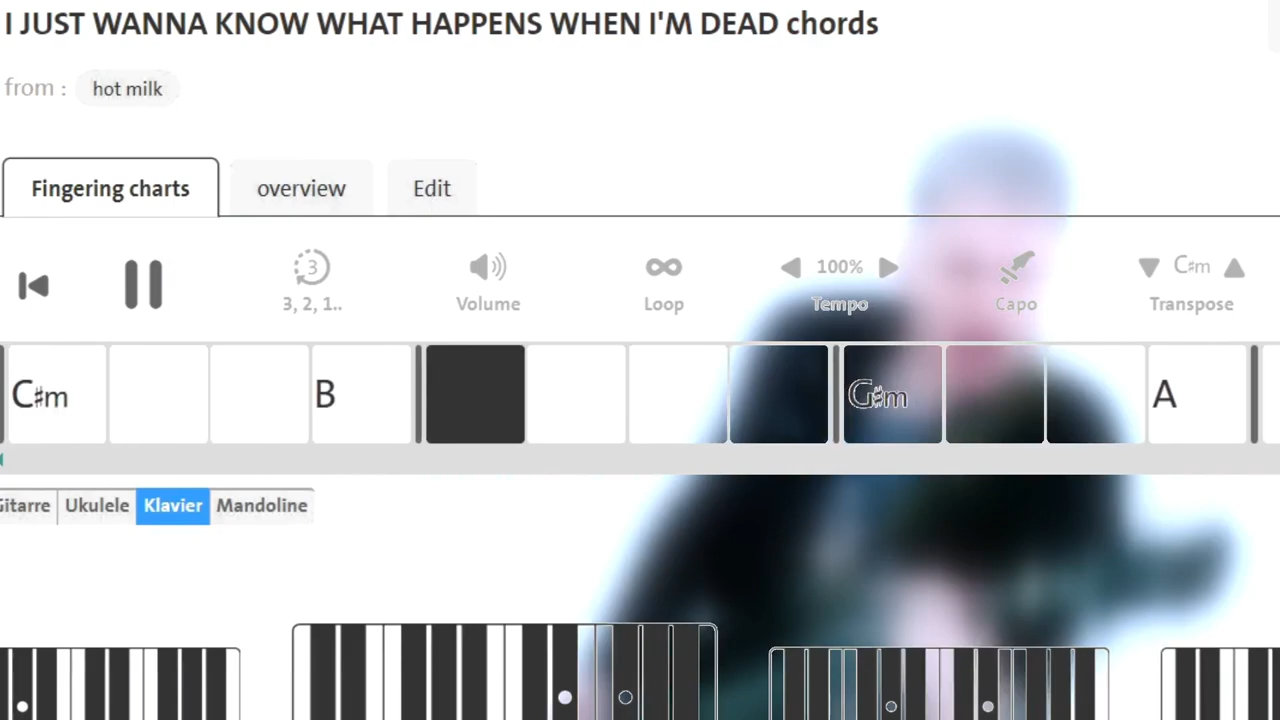 I JUST WANNA KNOW WHAT HAPPENS WHEN I'M DEAD chords
from : hot milk
Fingering charts overview Edit
3 100% C♯m
3, 2, 1.. Volume Loop Tempo Capo Transpose
C♯m B G♯m A
Gitarre Ukulele Klavier Mandoline